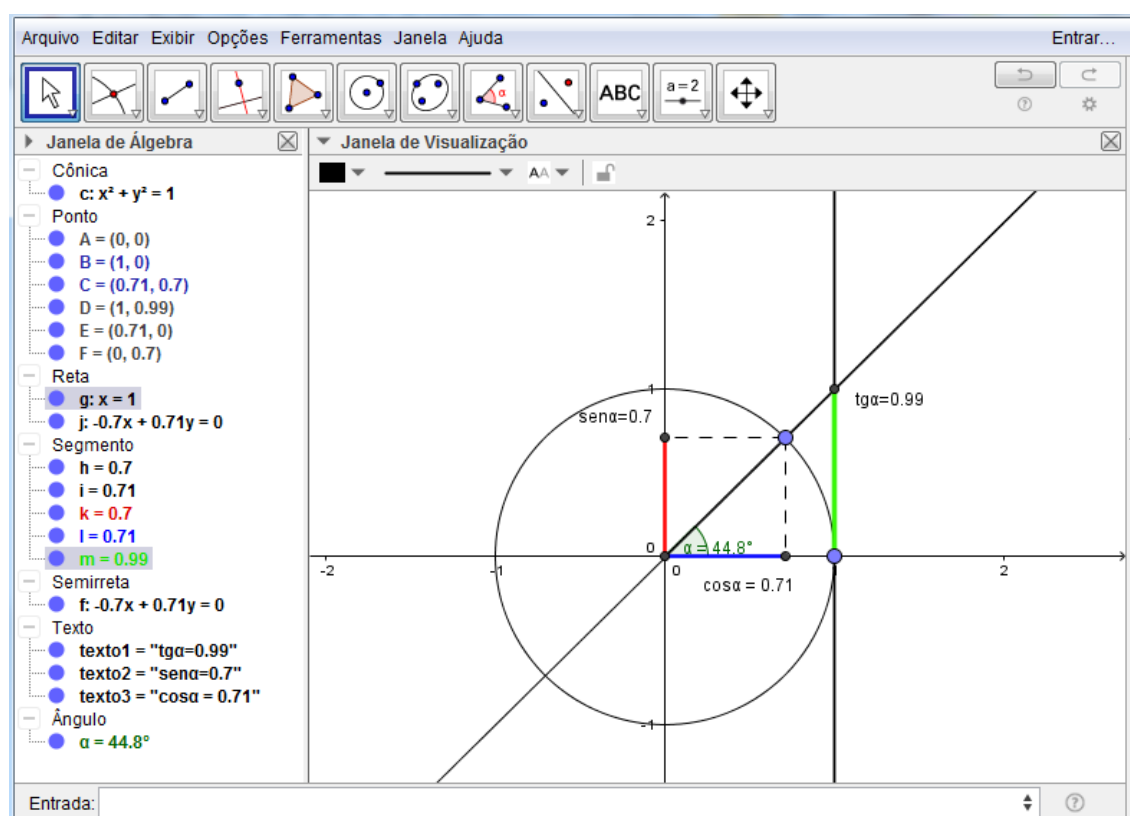 Arquivo Editar Exibir Opções Ferramentas Janela Ajuda Entrar...
ABC a=2
α
Janela de Álgebra
Cônica
c: x² + y² = 1
Ponto
A = (0, 0)
B = (1, 0)
C = (0.71, 0.7)
D = (1, 0.99)
E = (0.71, 0)
F = (0, 0.7)
Reta
g: x = 1
j: -0.7x + 0.71y = 0
Segmento
h = 0.7
i = 0.71
k = 0.7
l = 0.71
m = 0.99
Semirreta
f: -0.7x + 0.71y = 0
Texto
texto1 = "tgα=0.99"
texto2 = "senα=0.7"
texto3 = "cosα = 0.71"
Ângulo
α = 44.8°
Janela de Visualização
AA
2
1
tgα=0.99
senα=0.7
0 α = 44.8°
-2 -1 0 1 2
cosα = 0.71
-1
Entrada: